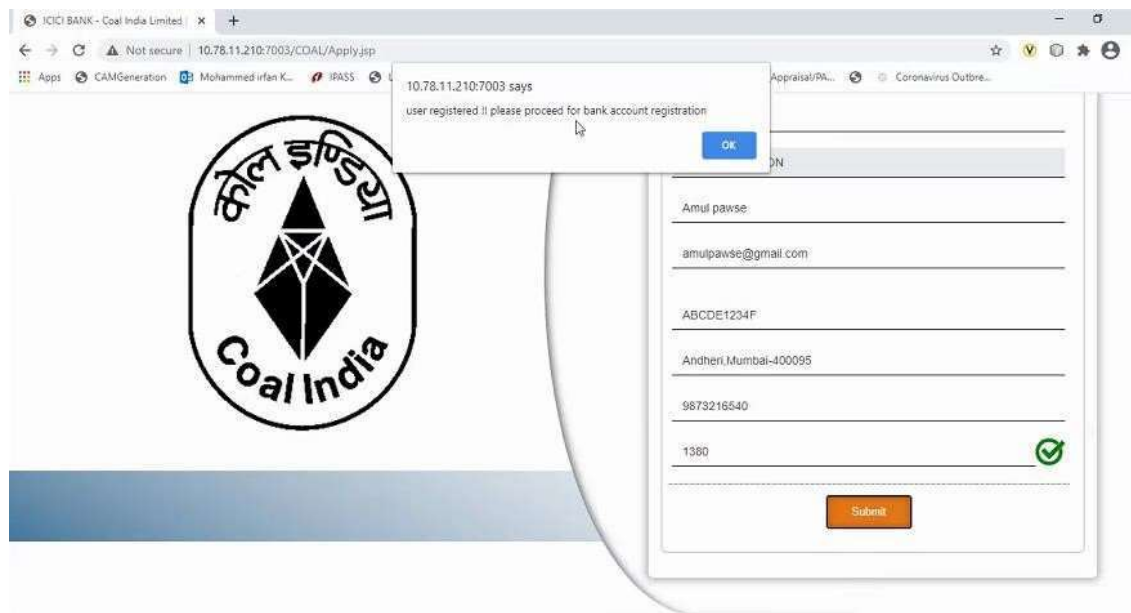 ICICI BANK - Coal India Limited |
Not secure | 10.78.11.210:7003/COAL/Apply.jsp
Apps CAMGeneration Mohammed irfan K... IPASS Appraisal/PA... Coronavirus Outbre...
10.78.11.210:7003 says
user registered !! please proceed for bank account registration
OK
ON
कोल इण्डिया
Coal India
Amul pawse
amulpawse@gmail.com
ABCDE1234F
Andheri,Mumbai-400095
9873216540
1380
Submit